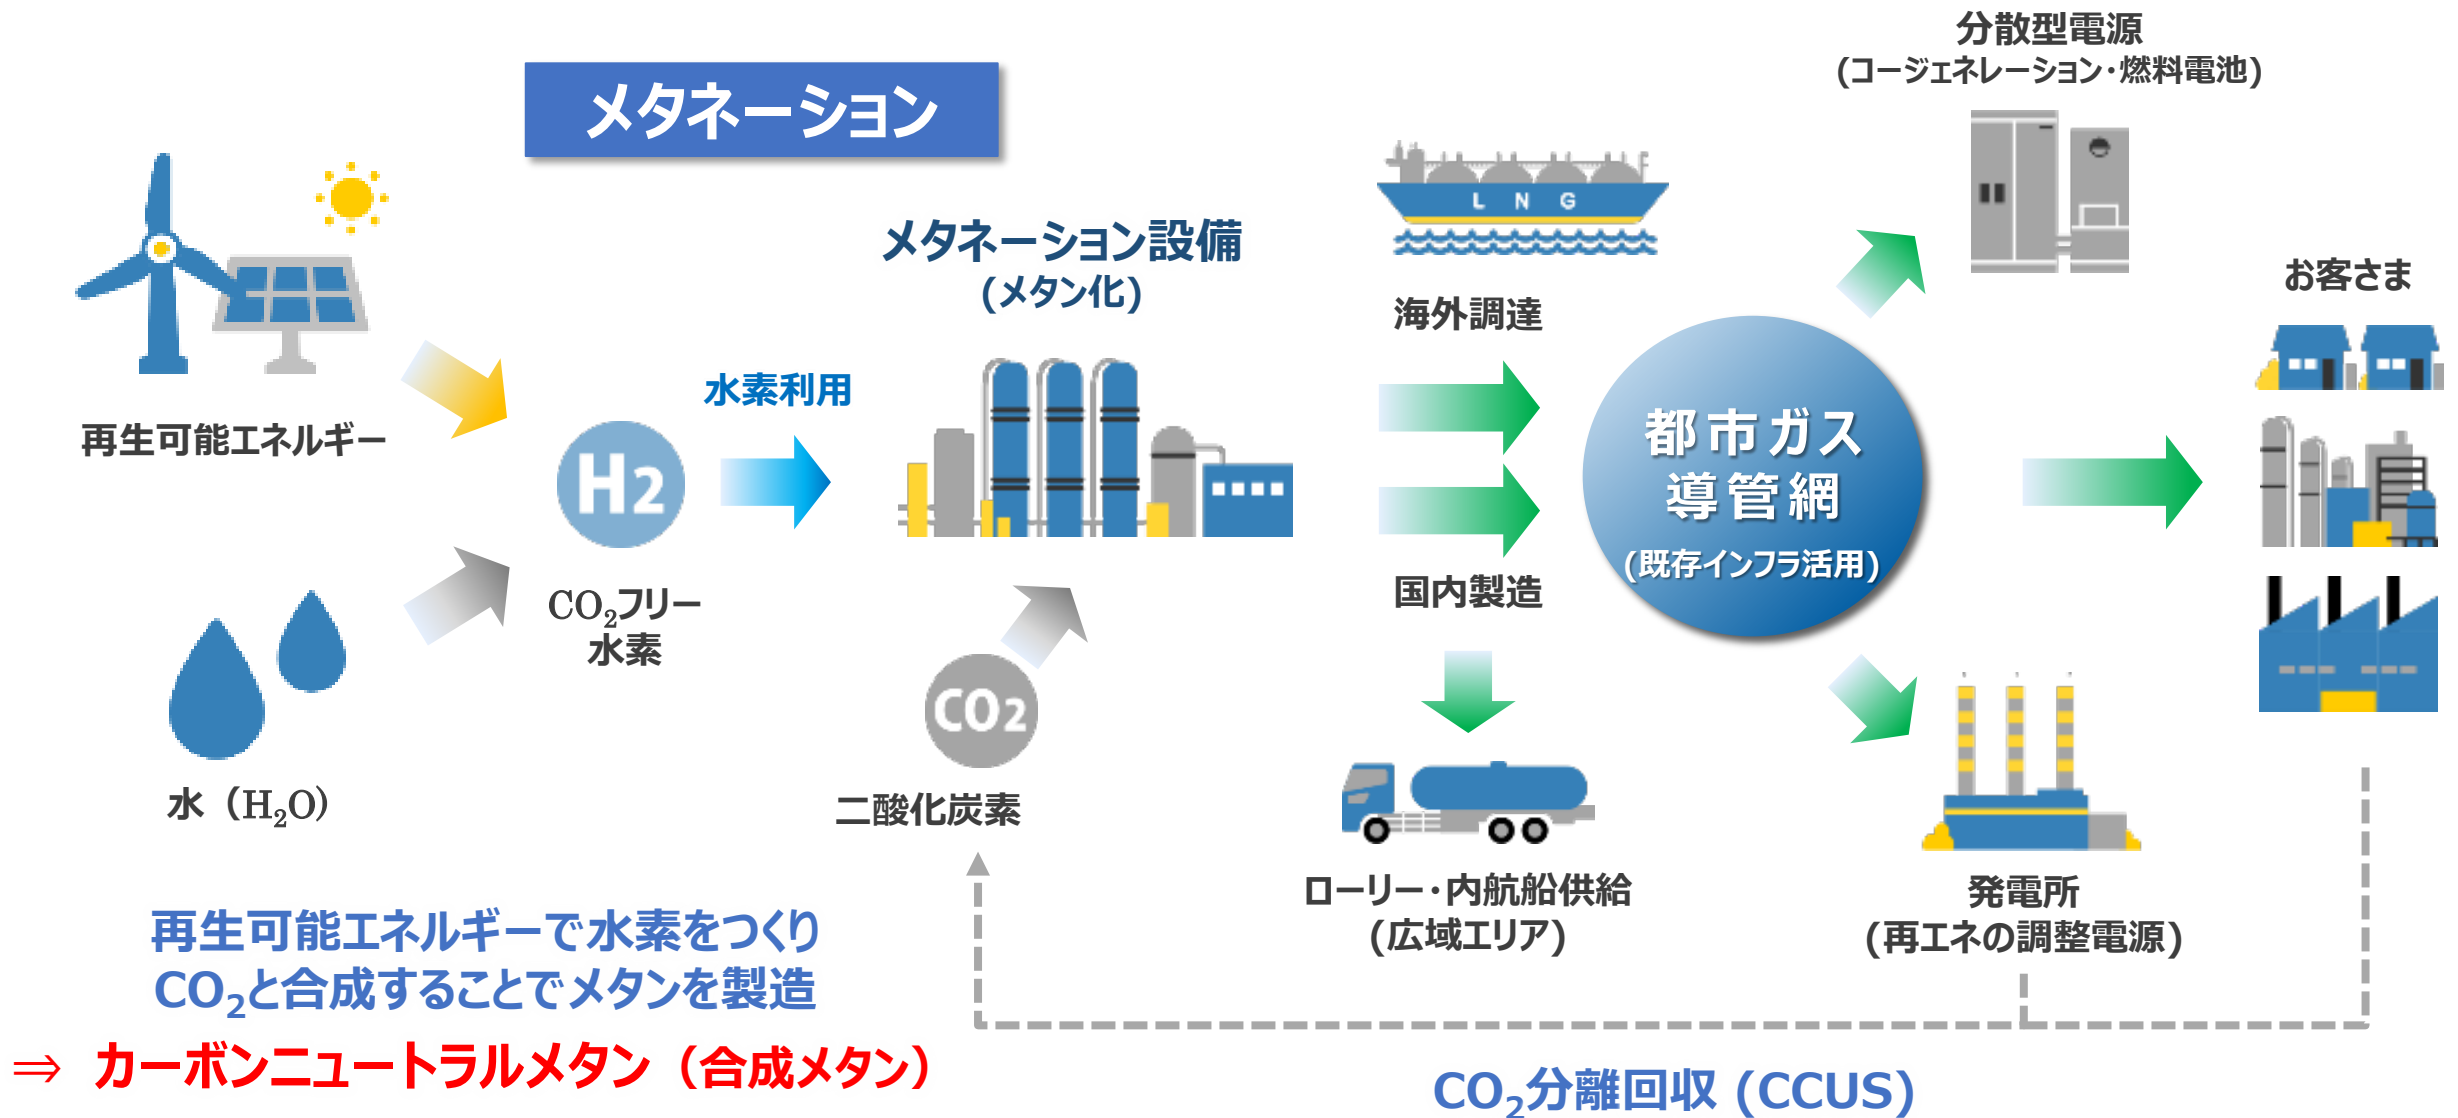 メタネーション
再生可能エネルギー
水（H₂O）
H2
CO₂フリー
水素
水素利用
メタネーション設備
(メタン化)
CO2
二酸化炭素
LNG
海外調達
国内製造
ローリー・内航船供給
(広域エリア)
都市ガス
導管網
(既存インフラ活用)
分散型電源
(コージェネレーション・燃料電池)
お客さま
発電所
(再エネの調整電源)
再生可能エネルギーで水素をつくり
CO₂と合成することでメタンを製造
⇒ カーボンニュートラルメタン（合成メタン）
CO₂分離回収 (CCUS)